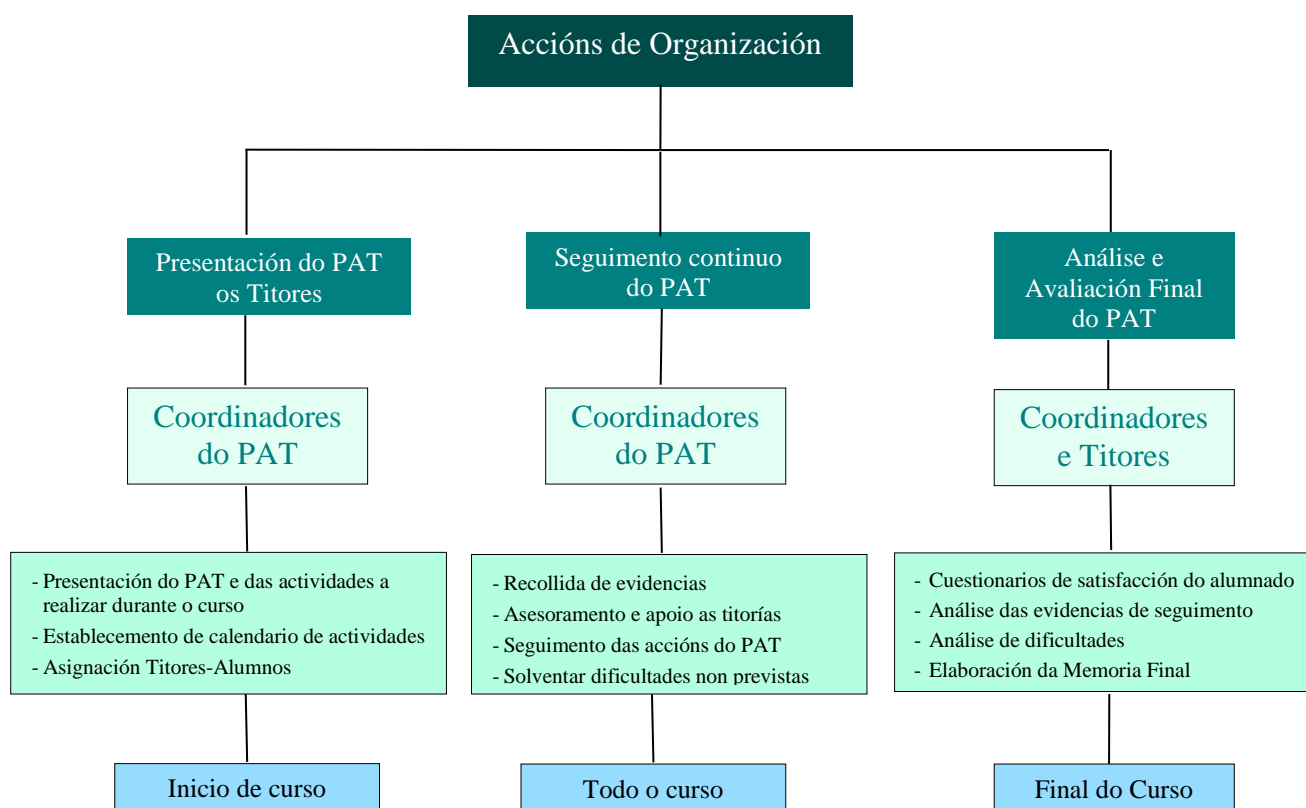 Accións de Organización
Presentación do PAT
os Titores
Seguimento continuo
do PAT
Análise e
Avaliación Final
do PAT
Coordinadores
do PAT
Coordinadores
do PAT
Coordinadores
e Titores
- Presentación do PAT e das actividades a
realizar durante o curso
- Establecemento de calendario de actividades
- Asignación Titores-Alumnos
- Recollida de evidencias
- Asesoramento e apoio as titorías
- Seguimento das accións do PAT
- Solventar dificultades non previstas
- Cuestionarios de satisfacción do alumnado
- Análise das evidencias de seguimento
- Análise de dificultades
- Elaboración da Memoria Final
Inicio de curso
Todo o curso
Final do Curso